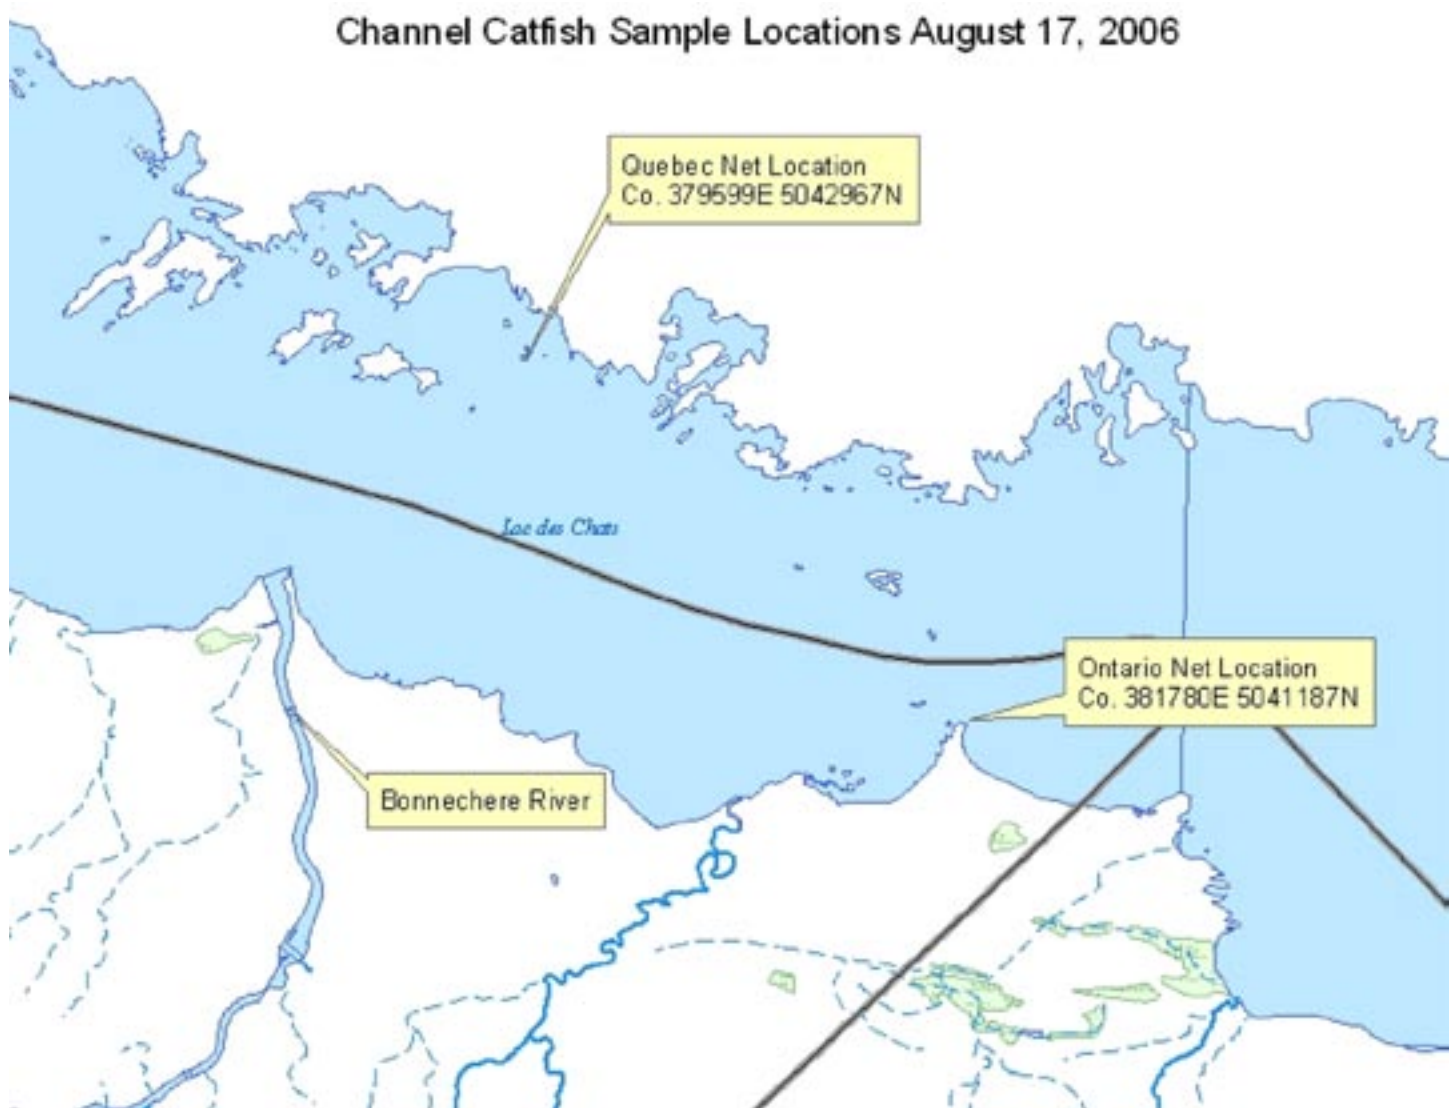 Channel Catfish Sample Locations August 17, 2006
Quebec Net Location
Co. 379599E 5042967N
Lac des Chats
Ontario Net Location
Co. 381780E 5041187N
Bonnechere River